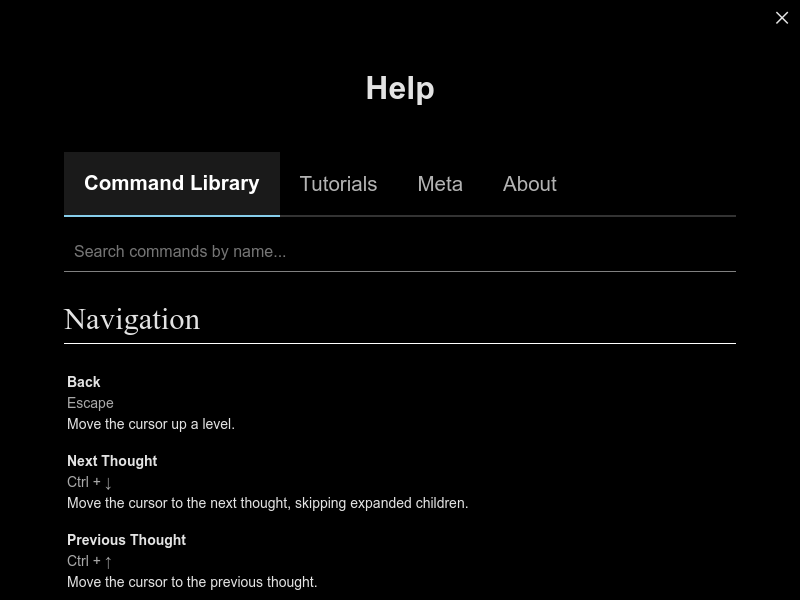 Help
Command Library Tutorials Meta About
Search commands by name...
Navigation
Back
Escape
Move the cursor up a level.
Next Thought
Ctrl + ↓
Move the cursor to the next thought, skipping expanded children.
Previous Thought
Ctrl + ↑
Move the cursor to the previous thought.